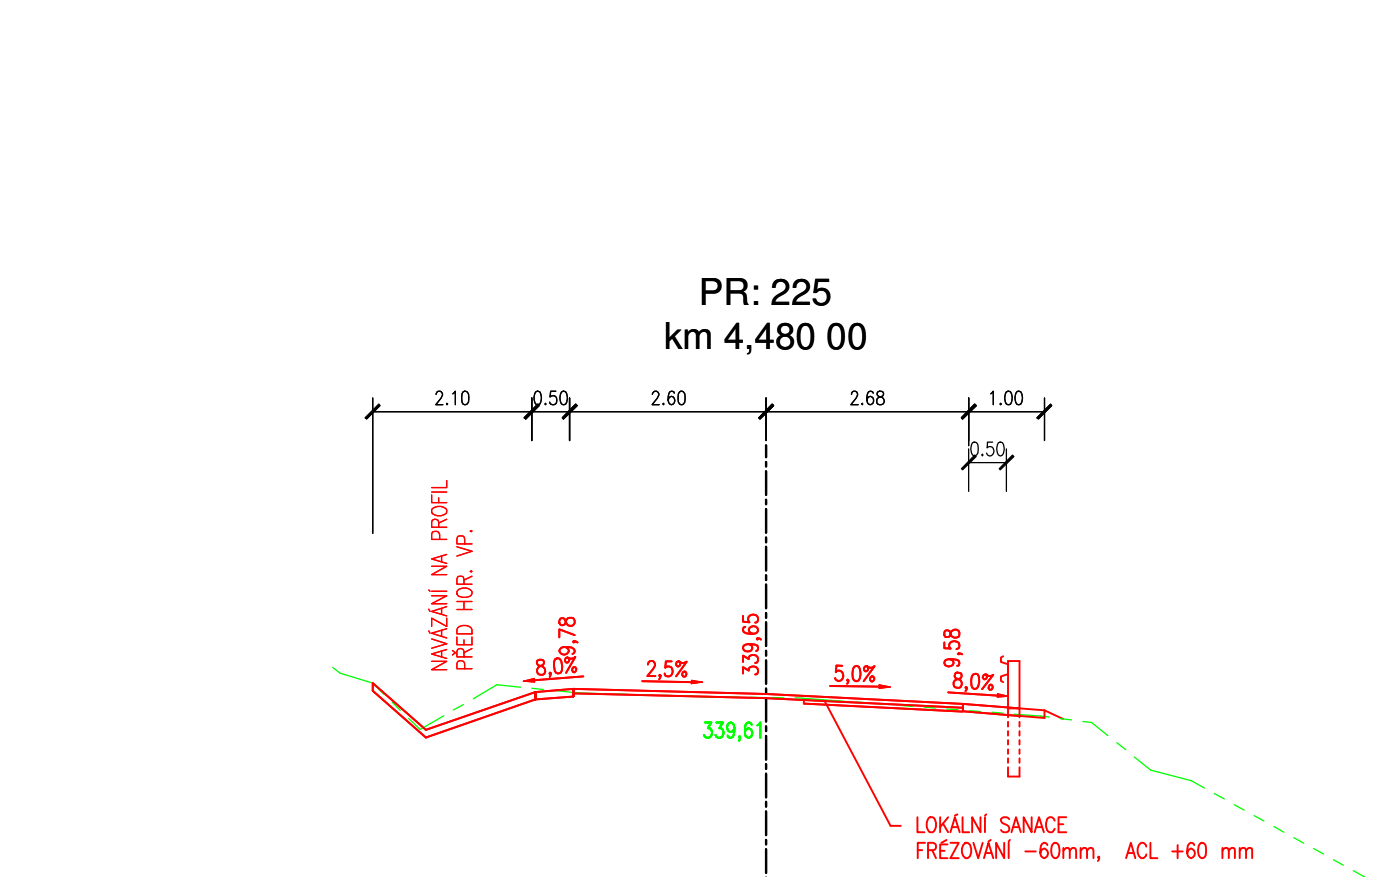 PR: 225
km 4,480 00
2.10
0.50
2.60
2.68
1.00
0.50
NAVÁZÁNÍ NA PROFIL
PŘED HOR. VP.
9,78
339,65
9,58
8,0%
2,5%
5,0%
8,0%
339,61
LOKÁLNÍ SANACE
FRÉZOVÁNÍ -60mm, ACL +60 mm